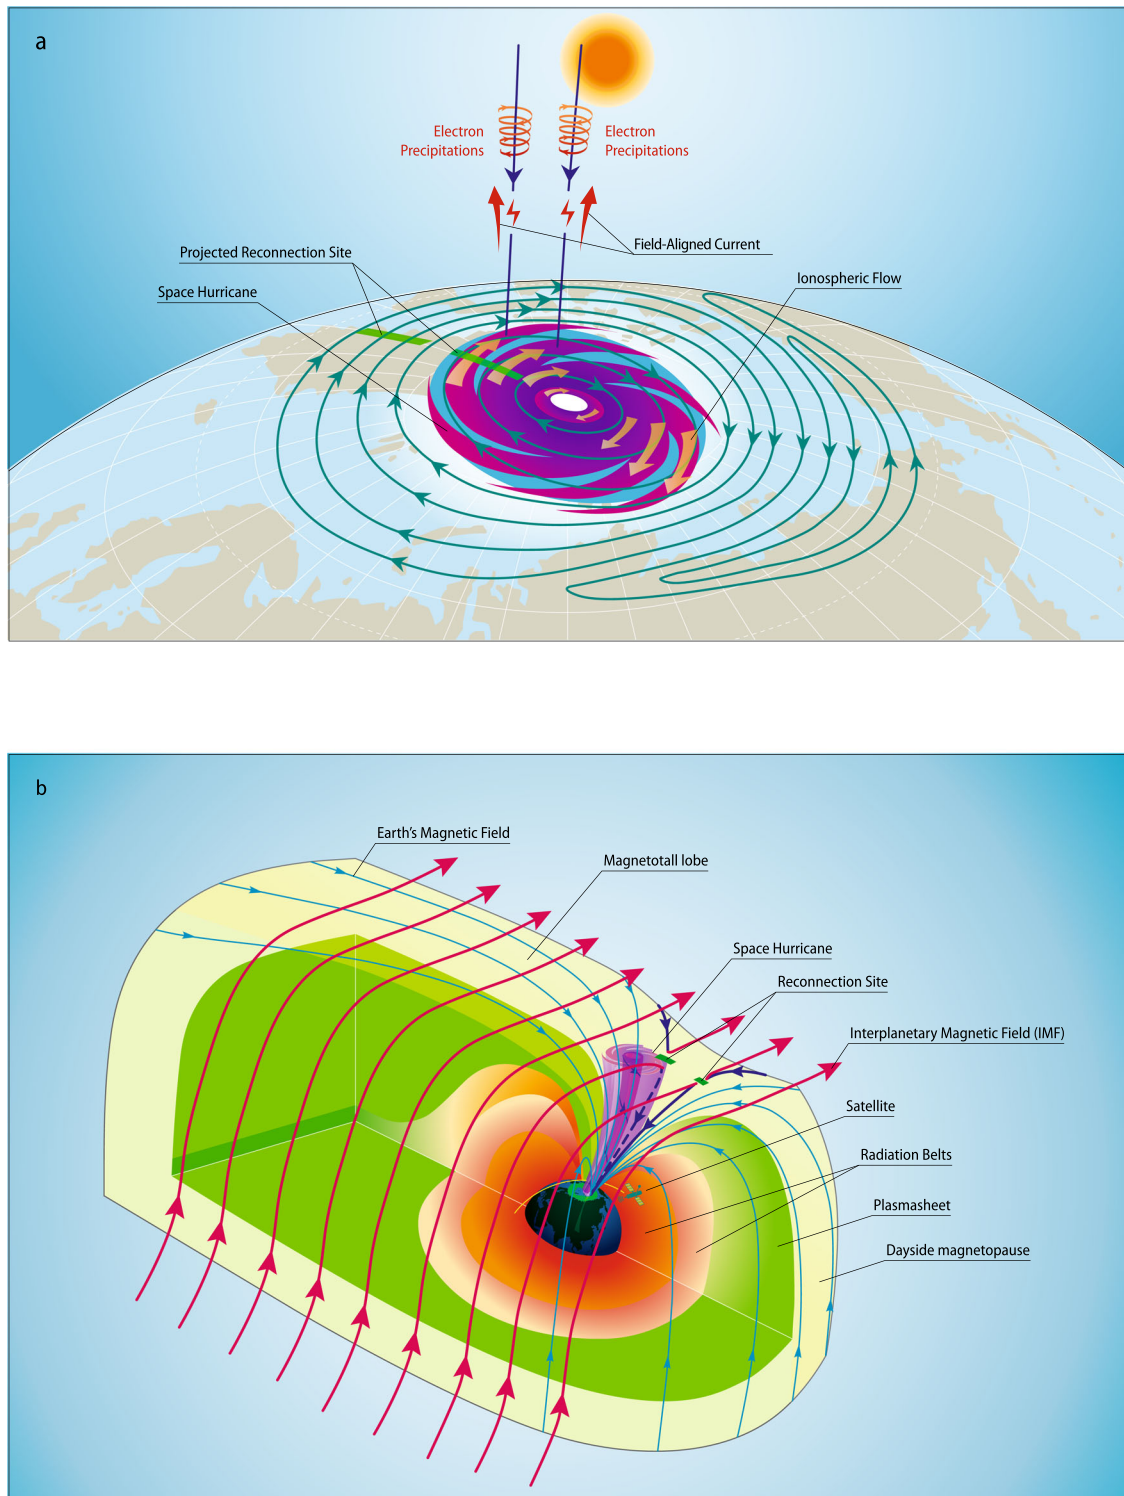 a
Electron
Precipitations
Electron
Precipitations
Field-Aligned Current
Projected Reconnection Site
Ionospheric Flow
Space Hurricane
b
Earth's Magnetic Field
Magnetotall lobe
Space Hurricane
Reconnection Site
Interplanetary Magnetic Field (IMF)
Satellite
Radiation Belts
Plasmasheet
Dayside magnetopause